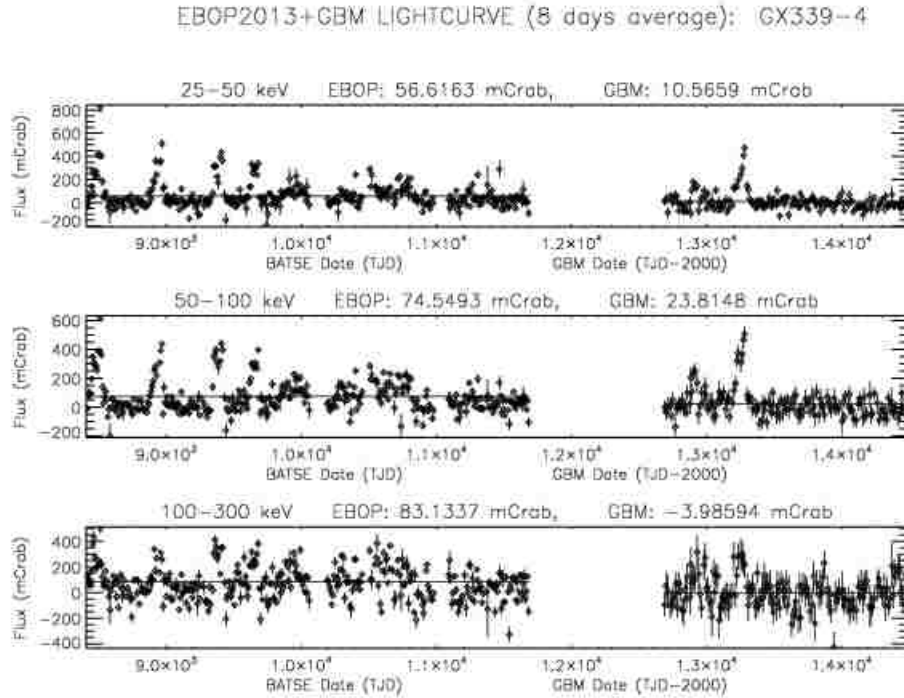 EBOP2013+GBM LIGHTCURVE (8 days average): GX339-4
25-50 keV EBOP: 56.6163 mCrab, GBM: 10.5659 mCrab
Flux (mCrab)
800
600
400
200
0
-200
9.0×10³ 1.0×10⁴ 1.1×10⁴ 1.2×10⁴ 1.3×10⁴ 1.4×10⁴
BATSE Date (TJD) GBM Date (TJD-2000)
50-100 keV EBOP: 74.5493 mCrab, GBM: 23.8148 mCrab
Flux (mCrab)
600
400
200
0
-200
9.0×10³ 1.0×10⁴ 1.1×10⁴ 1.2×10⁴ 1.3×10⁴ 1.4×10⁴
BATSE Date (TJD) GBM Date (TJD-2000)
100-300 keV EBOP: 83.1337 mCrab, GBM: -3.98594 mCrab
Flux (mCrab)
400
200
0
-200
-400
9.0×10³ 1.0×10⁴ 1.1×10⁴ 1.2×10⁴ 1.3×10⁴ 1.4×10⁴
BATSE Date (TJD) GBM Date (TJD-2000)